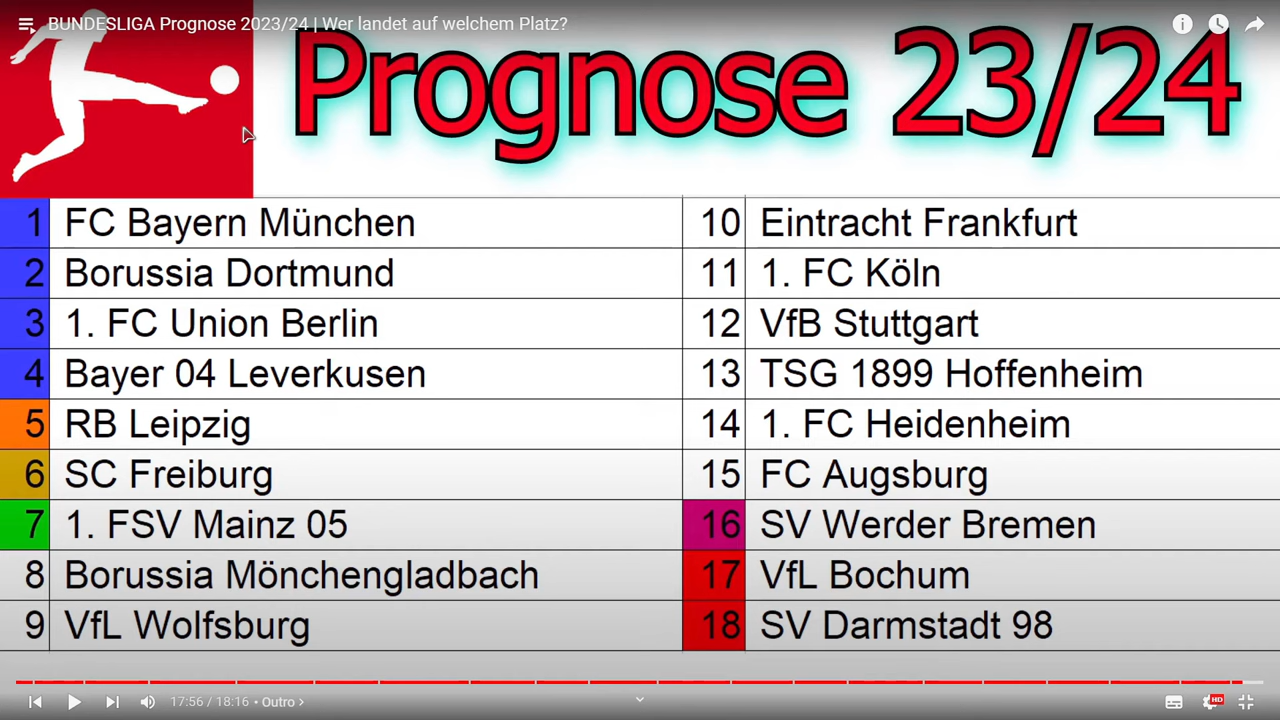 BUNDESLIGA Prognose 2023/24 | Wer landet auf welchem Platz?
Prognose 23/24
1 FC Bayern München
2 Borussia Dortmund
3 1. FC Union Berlin
4 Bayer 04 Leverkusen
5 RB Leipzig
6 SC Freiburg
7 1. FSV Mainz 05
8 Borussia Mönchengladbach
9 VfL Wolfsburg
10 Eintracht Frankfurt
11 1. FC Köln
12 VfB Stuttgart
13 TSG 1899 Hoffenheim
14 1. FC Heidenheim
15 FC Augsburg
16 SV Werder Bremen
17 VfL Bochum
18 SV Darmstadt 98
17:56 / 18:16 • Outro
HD